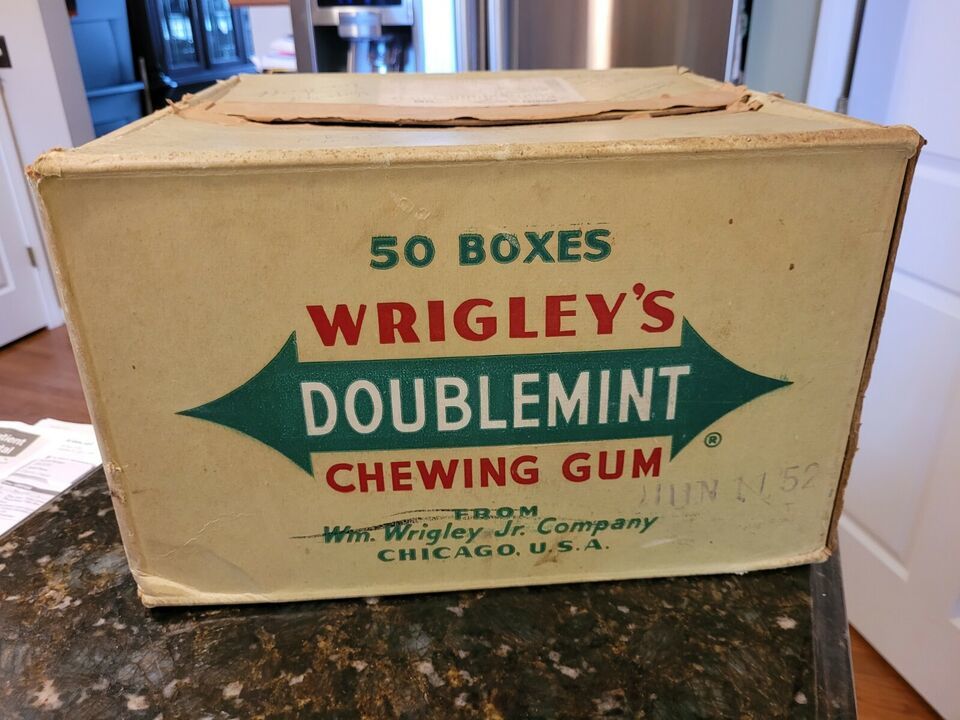 50 BOXES
WRIGLEY'S
DOUBLEMINT
®
CHEWING GUM
JUN 11 52
FROM
Wm. Wrigley Jr. Company
CHICAGO, U.S.A.